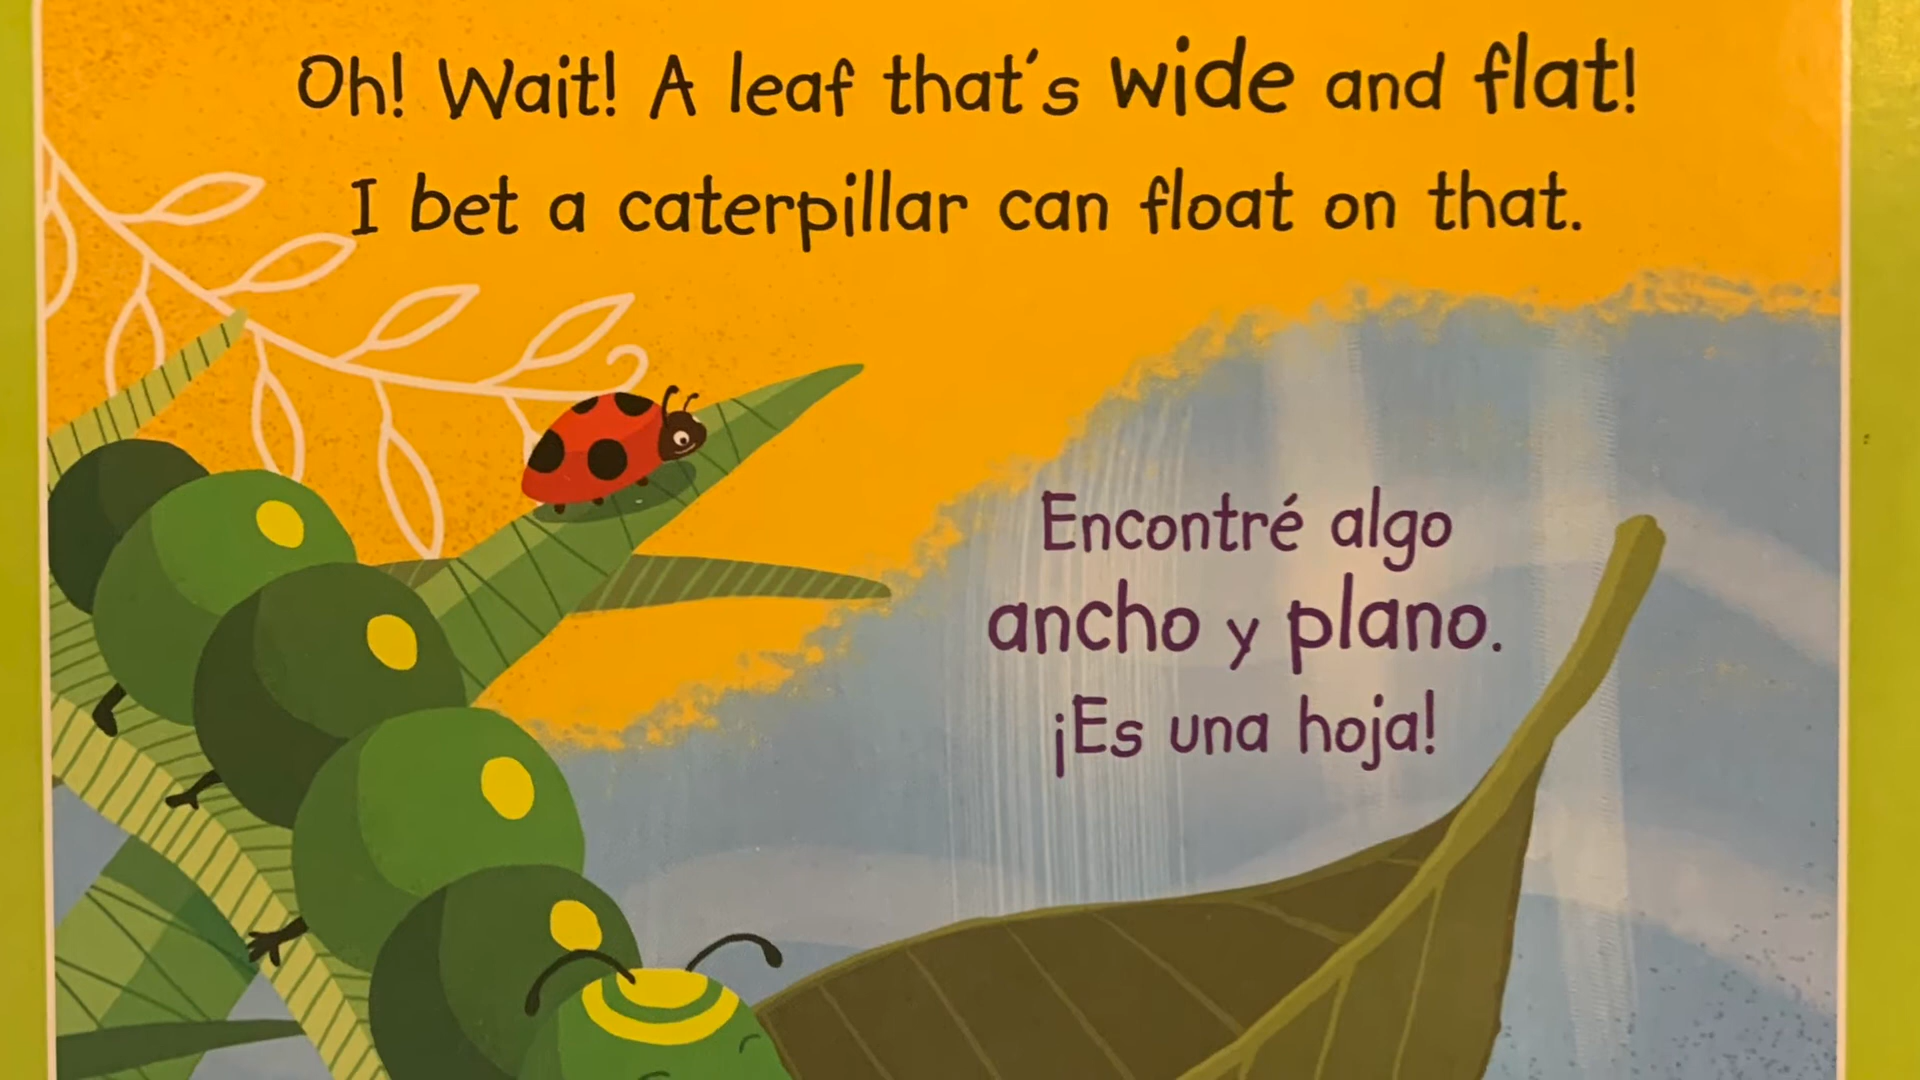 Oh! Wait! A leaf that's wide and flat!
I bet a caterpillar can float on that.
Encontré algo
ancho y plano.
¡Es una hoja!